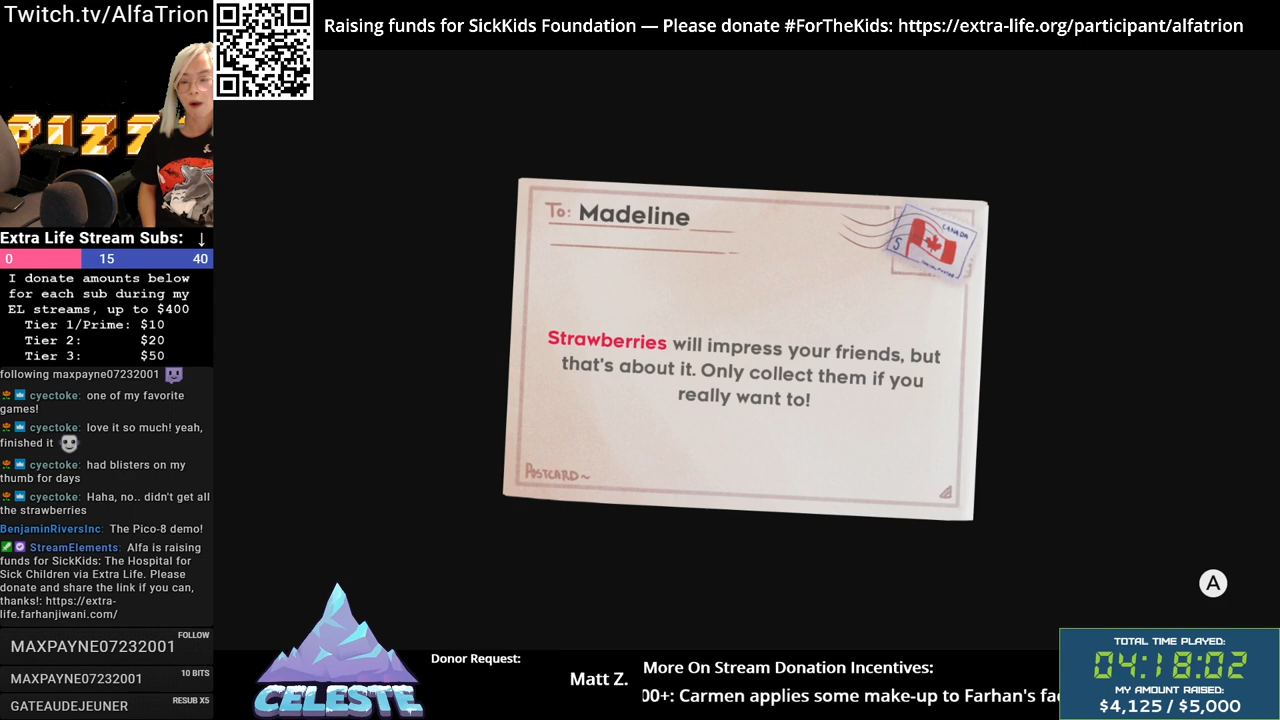 Twitch.tv/AlfaTrion
Raising funds for SickKids Foundation — Please donate #ForTheKids: https://extra-life.org/participant/alfatrion
PIZZ
Extra Life Stream Subs: ↓
0 15 40
I donate amounts below
for each sub during my
EL streams, up to $400
Tier 1/Prime: $10
Tier 2: $20
Tier 3: $50
following maxpayne07232001
cyectoke: one of my favorite
games!
cyectoke: love it so much! yeah,
finished it
cyectoke: had blisters on my
thumb for days
cyectoke: Haha, no.. didn't get all
the strawberries
BenjaminRiversInc: The Pico-8 demo!
StreamElements: Alfa is raising
funds for SickKids: The Hospital for
Sick Children via Extra Life. Please
donate and share the link if you can,
thanks!: https://extra-
life.farhanjiwani.com/
FOLLOW
MAXPAYNE07232001
10 BITS
MAXPAYNE07232001
RESUB X5
GATEAUDEJEUNER
To: Madeline
CANADA
5
Strawberries will impress your friends, but
that's about it. Only collect them if you
really want to!
POSTCARD~
A
CELESTE
Donor Request:
Matt Z.
More On Stream Donation Incentives:
00+: Carmen applies some make-up to Farhan's fac
TOTAL TIME PLAYED:
04:18:02
MY AMOUNT RAISED:
$4,125 / $5,000